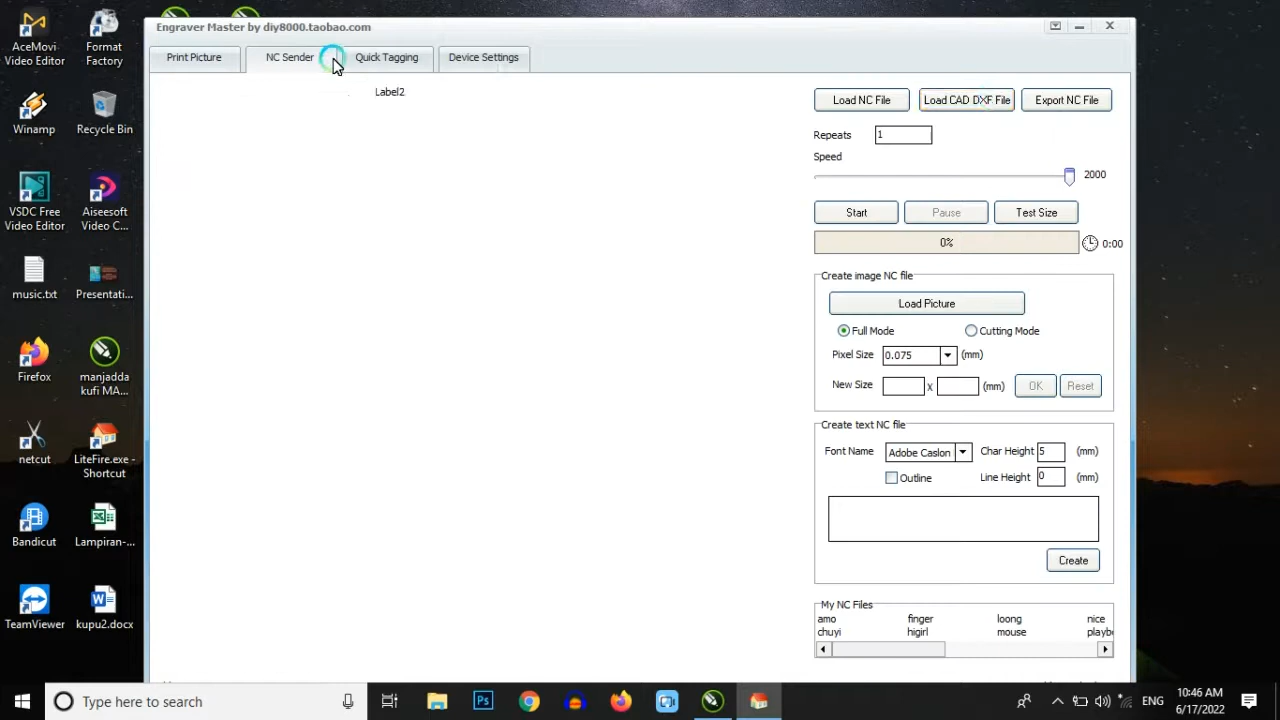 Engraver Master by diy8000.taobao.com
Print Picture
NC Sender
Quick Tagging
Device Settings
Label2
Load NC File
Load CAD DXF File
Export NC File
Repeats
1
Speed
2000
Start
Pause
Test Size
0%
0:00
Create image NC file
Load Picture
Full Mode
Cutting Mode
Pixel Size
0.075
(mm)
New Size
X
(mm)
OK
Reset
Create text NC file
Font Name
Adobe Caslon
Char Height
5
(mm)
Outline
Line Height
0
(mm)
Create
My NC Files
amo
finger
loong
nice
chuyi
higirl
mouse
playb
AceMovi
Video Editor
Format
Factory
Winamp
Recycle Bin
VSDC Free
Video Editor
Aiseesoft
Video C...
music.txt
Presentati...
Firefox
manjadda
kufi MA...
netcut
LiteFire.exe -
Shortcut
Bandicut
Lampiran-...
TeamViewer
kupu2.docx
Type here to search
Ps
ENG
10:46 AM
6/17/2022